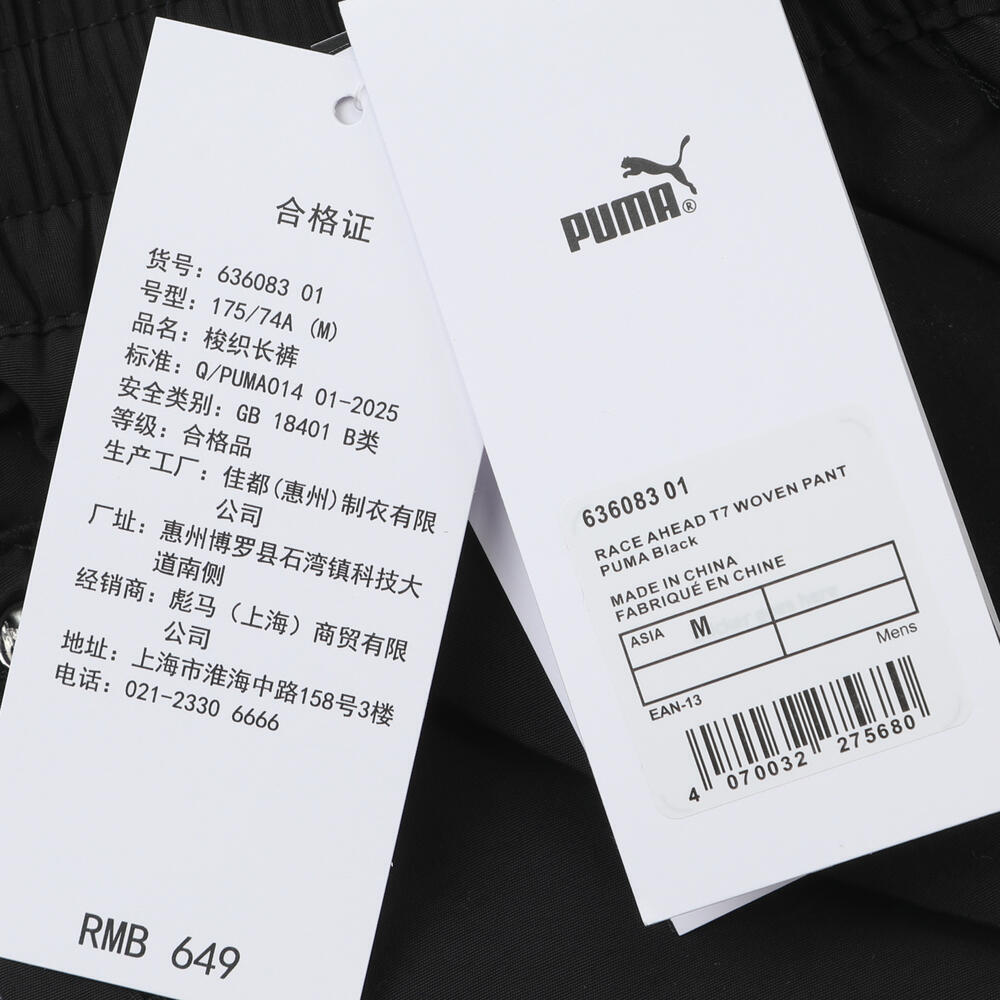 合格证
货号: 636083 01
号型: 175/74A (M)
品名: 梭织长裤
标准: Q/PUMA014 01-2025
安全类别: GB 18401 B类
等级: 合格品
生产工厂: 佳都(惠州)制衣有限
公司
厂址: 惠州博罗县石湾镇科技大
道南侧
经销商: 彪马（上海）商贸有限
公司
地址: 上海市淮海中路158号3楼
电话: 021-2330 6666
RMB 649
PUMA®
636083 01
RACE AHEAD T7 WOVEN PANT
PUMA Black
MADE IN CHINA
FABRIQUÉ EN CHINE
ASIA M
Mens
EAN-13
4 070032 275680